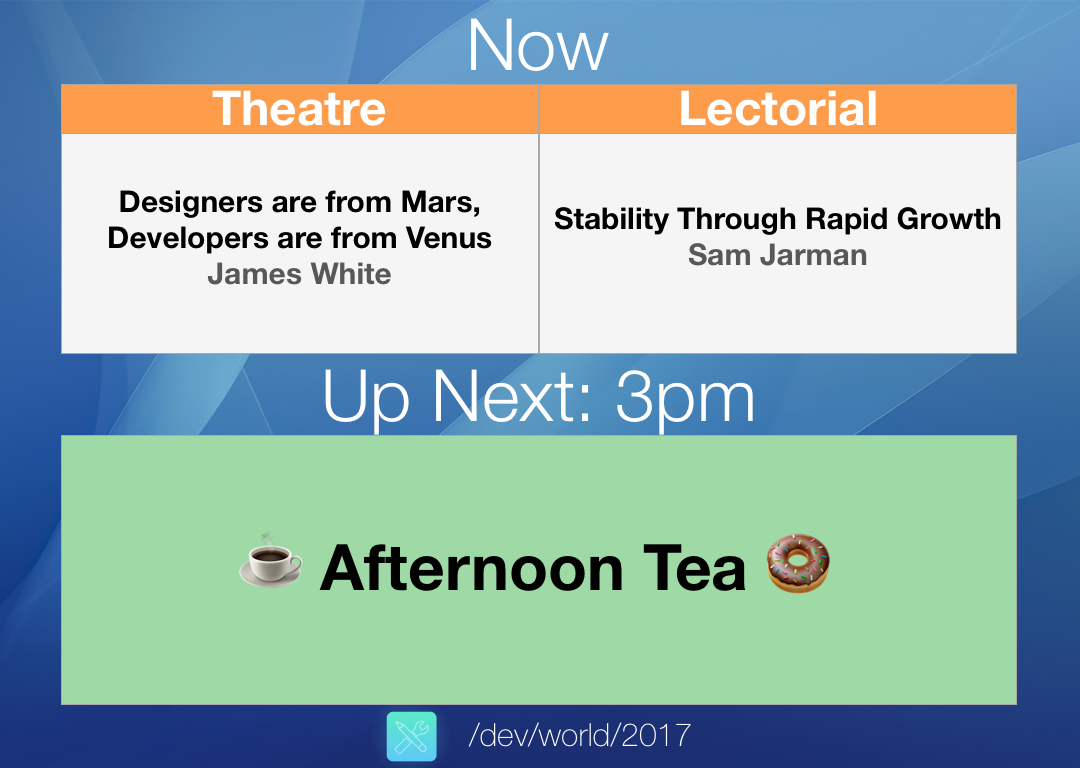 Now
Theatre
Lectorial
Designers are from Mars,
Developers are from Venus
James White
Stability Through Rapid Growth
Sam Jarman
Up Next: 3pm
☕ Afternoon Tea 🍩
/dev/world/2017